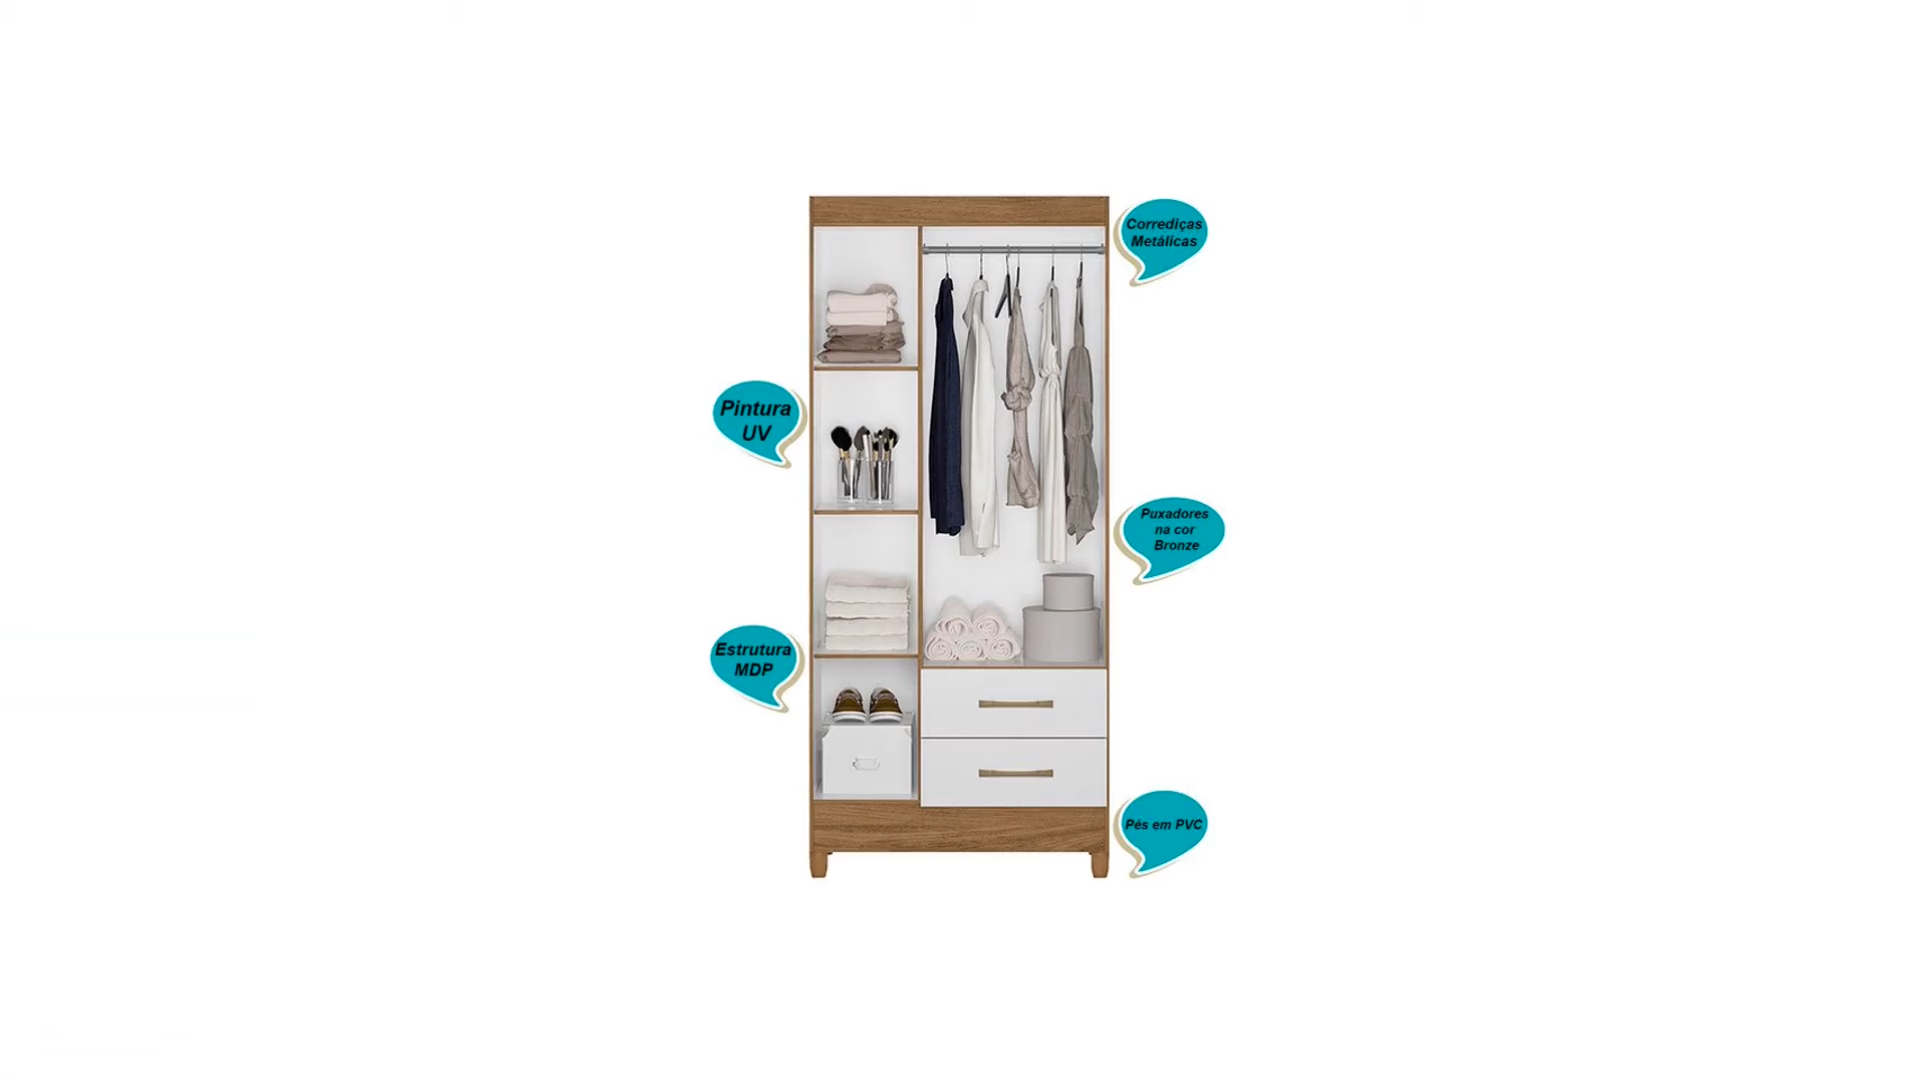 Corrediças
Metálicas
Pintura
UV
Puxadores
na cor
Bronze
Estrutura
MDP
Pés em PVC